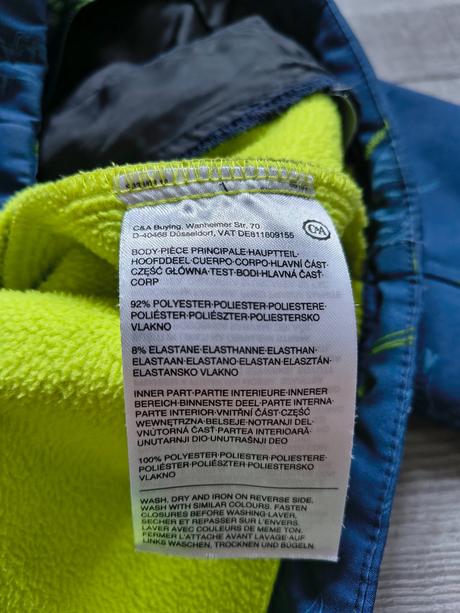 C&A Buying, Wanheimer Str. 70
D-40468 Düsseldorf, VAT DE811809155
C&A
BODY·PIÈCE PRINCIPALE·HAUPTTEIL·
HOOFDDEEL·CUERPO·CORPO·HLAVNÍ ČÁST·
CZĘŚĆ GŁÓWNA·TEST·BODI·HLAVNÁ ČASŤ·
CORP
92% POLYESTER·POLIESTER·POLIESTERE·
POLIÉSTER·POLIÉSZTER·POLIESTERSKO
VLAKNO
8% ELASTANE·ELASTHANNE·ELASTHAN·
ELASTAAN·ELASTANO·ELASTAN·ELASZTÁN·
ELASTANSKO VLAKNO
INNER PART·PARTIE INTERIEURE·INNERER
BEREICH·BINNENSTE DEEL·PARTE INTERNA·
PARTE INTERIOR·VNITŘNÍ ČÁST·CZĘŚĆ
WEWNĘTRZNA·BELSEJE·NOTRANJI DEL·
VNÚTORNÁ ČASŤ·PARTEA INTERIOARĂ·
UNUTARNJI DIO·UNUTRAŠNJI DEO
100% POLYESTER·POLIESTER·POLIESTERE·
POLIÉSTER·POLIÉSZTER·POLIESTERSKO
VLAKNO
WASH, DRY AND IRON ON REVERSE SIDE.
WASH WITH SIMILAR COLOURS. FASTEN
CLOSURES BEFORE WASHING·LAVER,
SECHER ET REPASSER SUR L'ENVERS.
LAVER AVEC COULEURS DE MEME TON.
FERMER L'ATTACHE AVANT LAVAGE·AUF
LINKS WASCHEN, TROCKNEN UND BÜGELN.